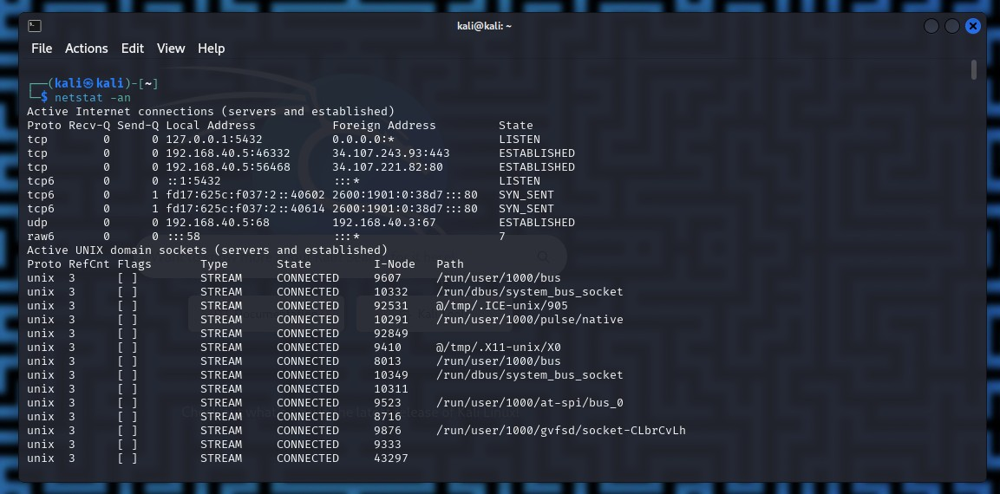 kali@kali: ~
File Actions Edit View Help
┌──(kali㉿kali)-[~]
└─$ netstat -an
Active Internet connections (servers and established)
Proto Recv-Q Send-Q Local Address           Foreign Address         State
tcp        0      0 127.0.0.1:5432          0.0.0.0:*               LISTEN
tcp        0      0 192.168.40.5:46332      34.107.243.93:443       ESTABLISHED
tcp        0      0 192.168.40.5:56468      34.107.221.82:80        ESTABLISHED
tcp6       0      0 ::1:5432                :::*                    LISTEN
tcp6       0      1 fd17:625c:f037:2::40602 2600:1901:0:38d7:::80   SYN_SENT
tcp6       0      1 fd17:625c:f037:2::40614 2600:1901:0:38d7:::80   SYN_SENT
udp        0      0 192.168.40.5:68         192.168.40.3:67         ESTABLISHED
raw6       0      0 :::58                   :::*                    7
Active UNIX domain sockets (servers and established)
Proto RefCnt Flags       Type       State         I-Node   Path
unix  3      [ ]         STREAM     CONNECTED     9607     /run/user/1000/bus
unix  3      [ ]         STREAM     CONNECTED     10332    /run/dbus/system_bus_socket
unix  3      [ ]         STREAM     CONNECTED     92531    @/tmp/.ICE-unix/905
unix  3      [ ]         STREAM     CONNECTED     10291    /run/user/1000/pulse/native
unix  3      [ ]         STREAM     CONNECTED     92849
unix  3      [ ]         STREAM     CONNECTED     9410     @/tmp/.X11-unix/X0
unix  3      [ ]         STREAM     CONNECTED     8013     /run/user/1000/bus
unix  3      [ ]         STREAM     CONNECTED     10349    /run/dbus/system_bus_socket
unix  3      [ ]         STREAM     CONNECTED     10311
unix  3      [ ]         STREAM     CONNECTED     9523     /run/user/1000/at-spi/bus_0
unix  3      [ ]         STREAM     CONNECTED     8716
unix  3      [ ]         STREAM     CONNECTED     9876     /run/user/1000/gvfsd/socket-CLbrCvLh
unix  3      [ ]         STREAM     CONNECTED     9333
unix  3      [ ]         STREAM     CONNECTED     43297